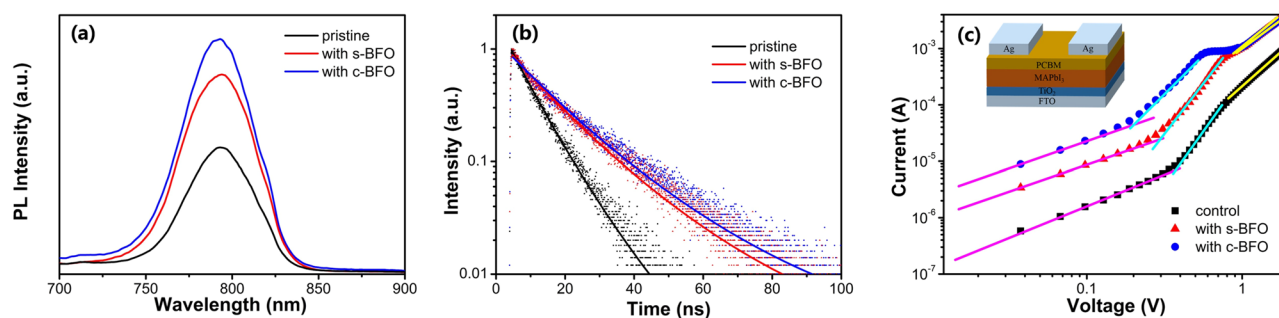 (a)
pristine
with s-BFO
with c-BFO
PL Intensity (a.u.)
700
750
800
850
900
Wavelength (nm)
(b)
pristine
with s-BFO
with c-BFO
Intensity (a.u.)
1
0.1
0.01
0
20
40
60
80
100
Time (ns)
(c)
Ag
Ag
PCBM
MAPbI₃
TiO₂
FTO
control
with s-BFO
with c-BFO
Current (A)
10⁻²
10⁻³
10⁻⁴
10⁻⁵
10⁻⁶
10⁻⁷
0.1
1
Voltage (V)